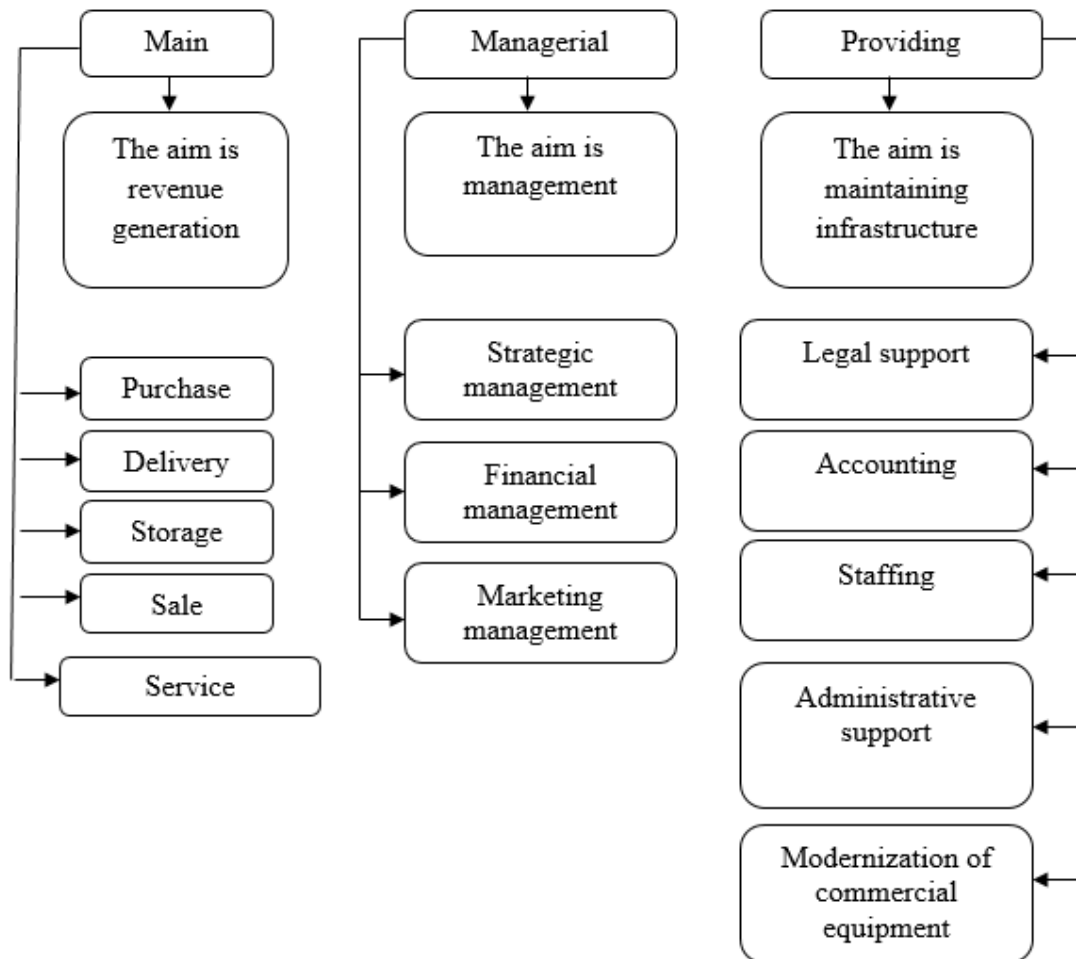 Main
The aim is
revenue
generation
Purchase
Delivery
Storage
Sale
Service
Managerial
The aim is
management
Strategic
management
Financial
management
Marketing
management
Providing
The aim is
maintaining
infrastructure
Legal support
Accounting
Staffing
Administrative
support
Modernization of
commercial
equipment